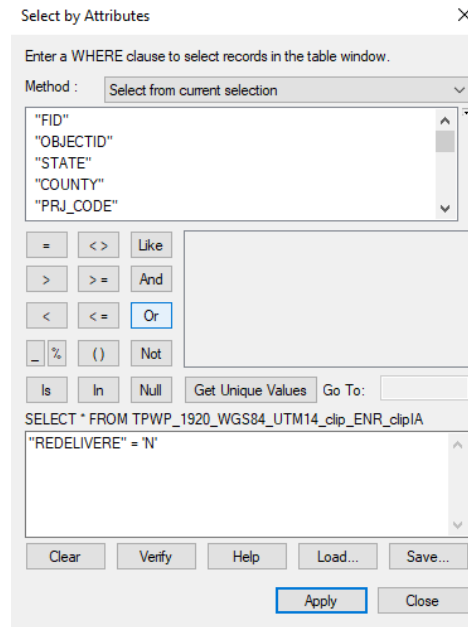 Select by Attributes
Enter a WHERE clause to select records in the table window.
Method : Select from current selection
"FID"
"OBJECTID"
"STATE"
"COUNTY"
"PRJ_CODE"
= < > Like
> > = And
< < = Or
_ % ( ) Not
Is In Null Get Unique Values Go To:
SELECT * FROM TPWP_1920_WGS84_UTM14_clip_ENR_clipIA
"REDELIVERE" = 'N'
Clear Verify Help Load... Save...
Apply Close